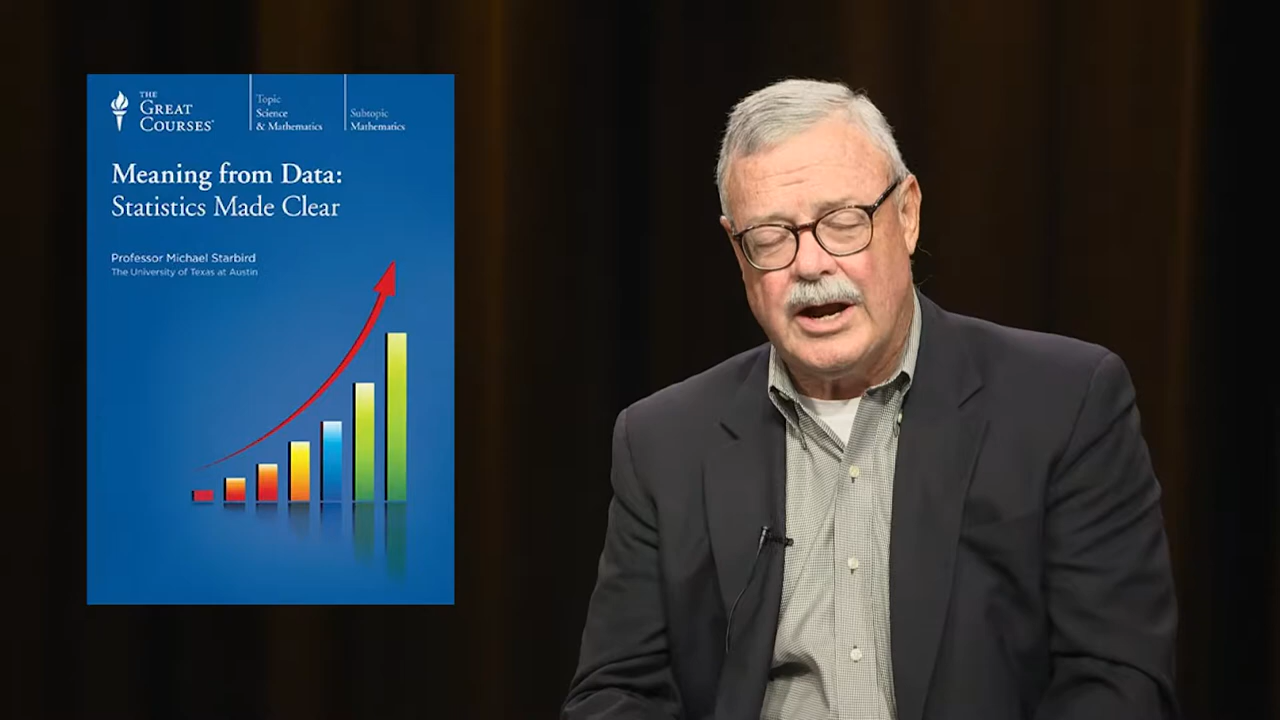 THE
GREAT
COURSES®
Topic
Science
& Mathematics
Subtopic
Mathematics
Meaning from Data:
Statistics Made Clear
Professor Michael Starbird
The University of Texas at Austin